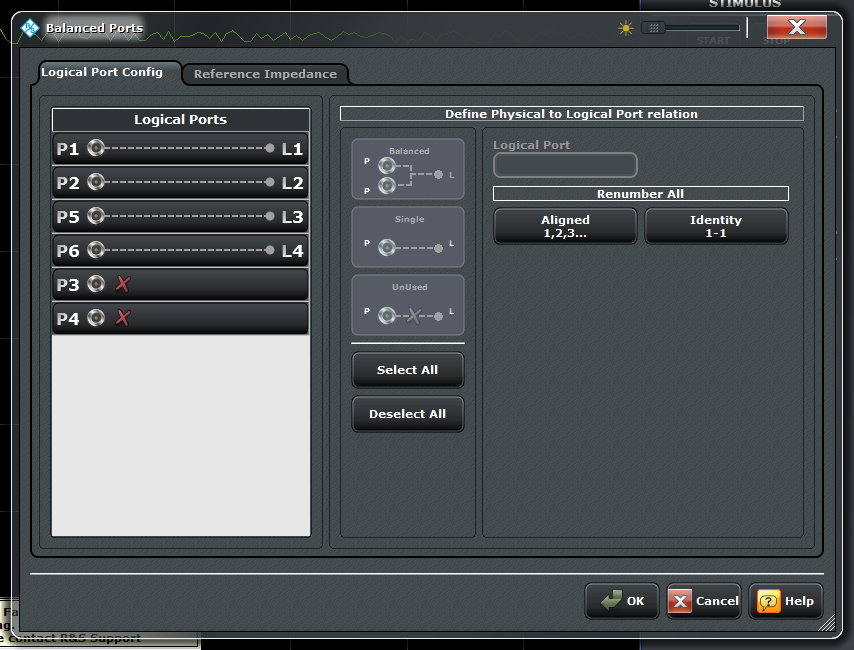 STIMULUS
Balanced Ports
START
STOP
Logical Port Config
Reference Impedance
Logical Ports
P1 L1
P2 L2
P5 L3
P6 L4
P3 X
P4 X
Define Physical to Logical Port relation
Balanced
P
L
P
Single
P L
UnUsed
P X L
Select All
Deselect All
Logical Port
Renumber All
Aligned
1,2,3...
Identity
1-1
OK
Cancel
Help
Fa
ng.
e contact R&S Support